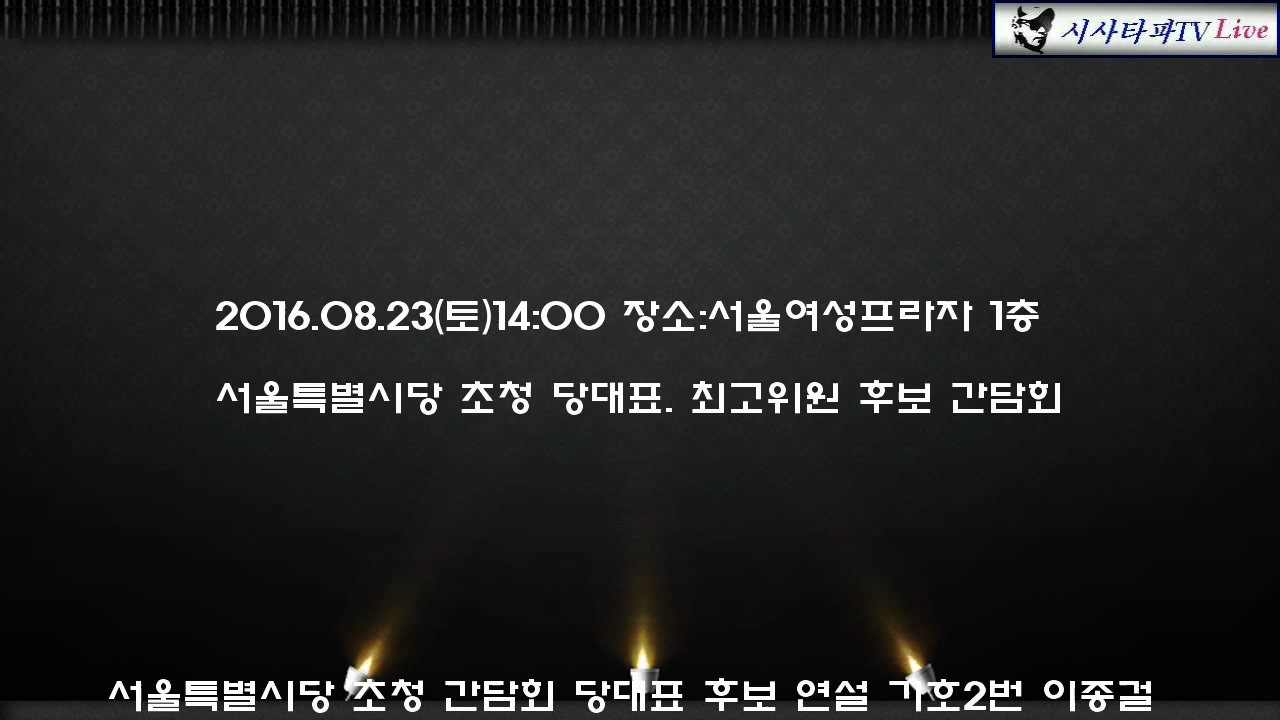 시사타파TV Live
2016.08.23(토)14:00 장소:서울여성프라자 1층
서울특별시당 초청 당대표. 최고위원 후보 간담회
서울특별시당 초청 간담회 당대표 후보 연설 기호2번 이종걸